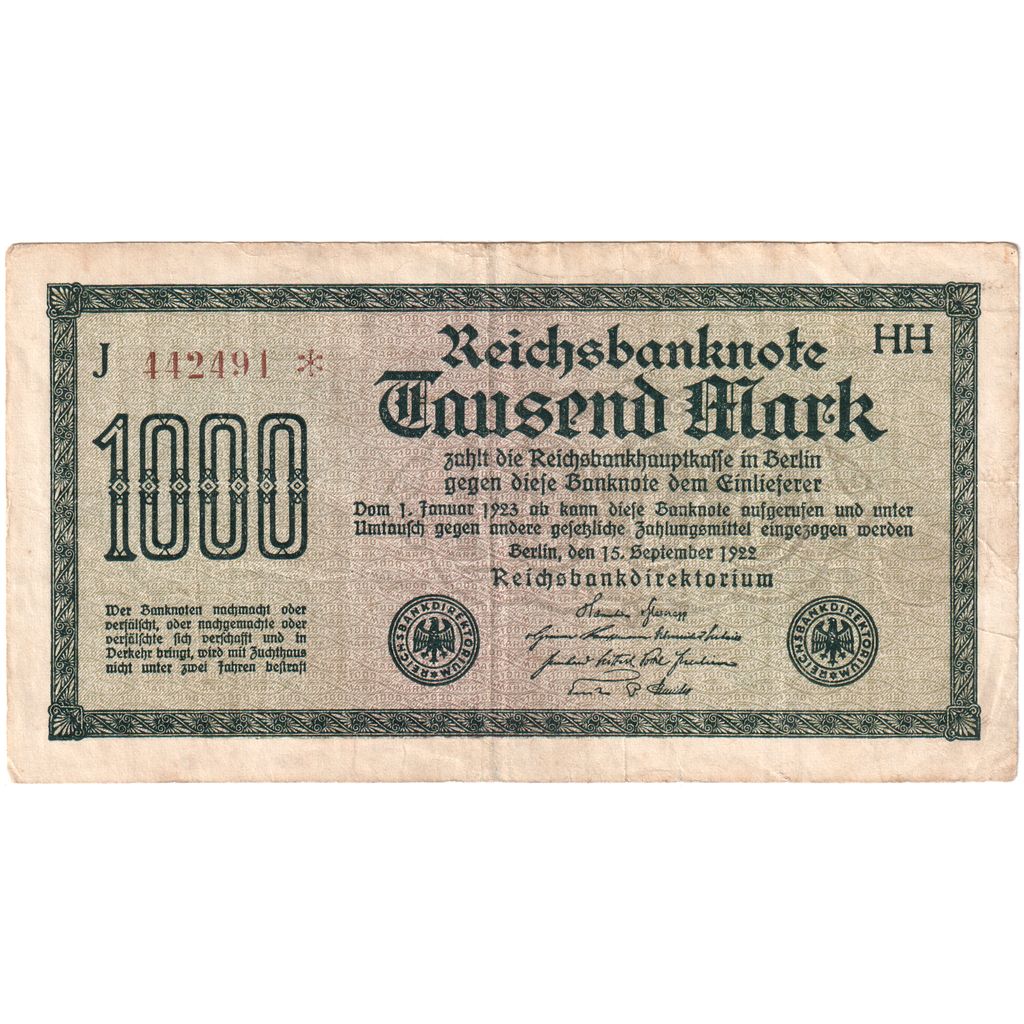 J 442491 *
HH
Reichsbanknote
Tausend Mark
1000
zahlt die Reichsbankhauptkasse in Berlin
gegen diese Banknote dem Einlieferer
Vom 1. Januar 1923 ab kann diese Banknote aufgerufen und unter
Umtausch gegen andere gesetzliche Zahlungsmittel eingezogen werden
Berlin, den 15. September 1922
Reichsbankdirektorium
Wer Banknoten nachmacht oder
verfälscht, oder nachgemachte oder
verfälschte sich verschafft und in
Verkehr bringt, wird mit Zuchthaus
nicht unter zwei Jahren bestraft
REICHSBANKDIREKTORIUM
REICHSBANKDIREKTORIUM